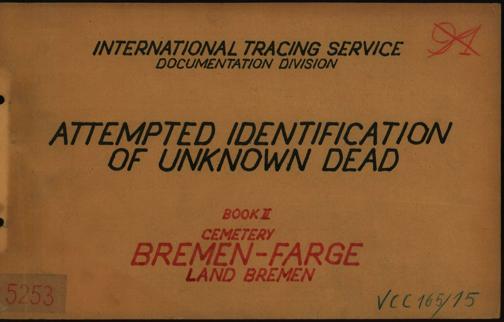 INTERNATIONAL TRACING SERVICE
DOCUMENTATION DIVISION
ATTEMPTED IDENTIFICATION
OF UNKNOWN DEAD
BOOK II
CEMETERY
BREMEN-FARGE
LAND BREMEN
5253
VCC 165/15